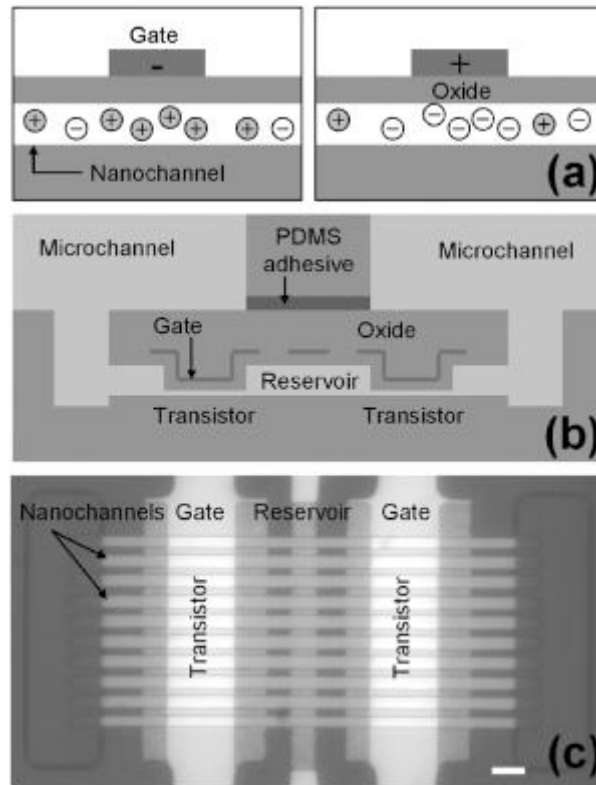 Gate
-
+
Oxide
+ - + + + + + -
+ - - - - - + -
Nanochannel
(a)
Microchannel
PDMS
adhesive
Microchannel
Gate
Oxide
Reservoir
Transistor
Transistor
(b)
Nanochannels
Gate
Reservoir
Gate
Transistor
Transistor
(c)